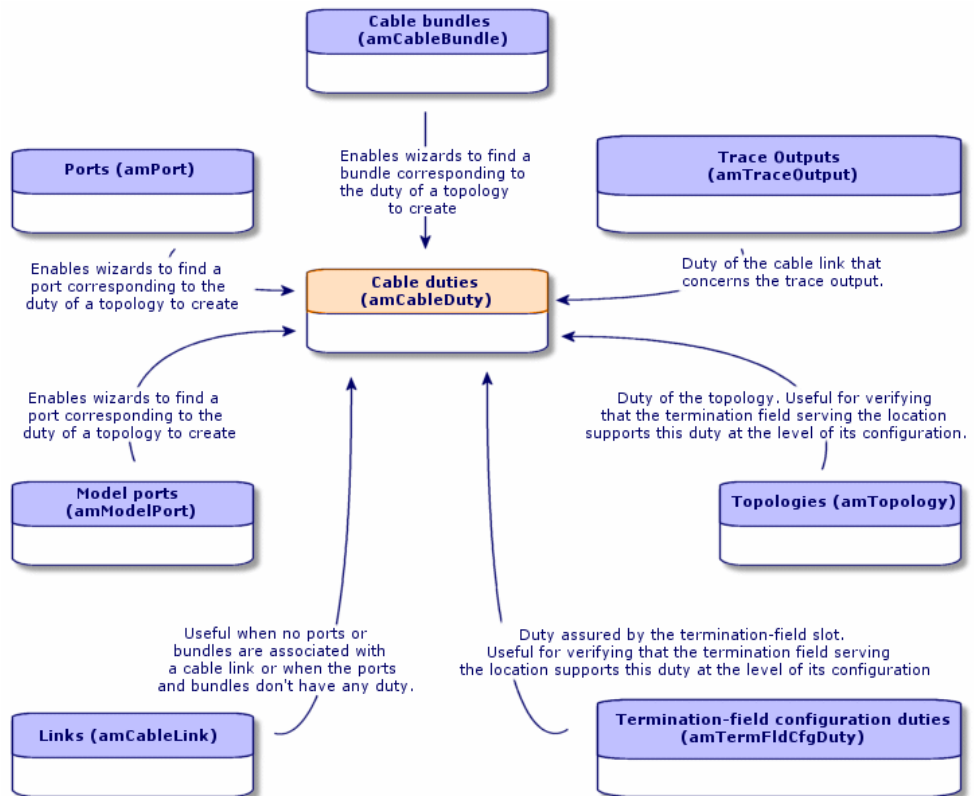 Cable bundles
(amCableBundle)
Enables wizards to find a
bundle corresponding to
the duty of a topology
to create
Ports (amPort)
Trace Outputs
(amTraceOutput)
Enables wizards to find a
port corresponding to the
duty of a topology to create
Cable duties
(amCableDuty)
Duty of the cable link that
concerns the trace output.
Enables wizards to find a
port corresponding to the
duty of a topology to create
Duty of the topology. Useful for verifying
that the termination field serving the location
supports this duty at the level of its configuration.
Model ports
(amModelPort)
Topologies (amTopology)
Useful when no ports or
bundles are associated with
a cable link or when the ports
and bundles don't have any duty.
Duty assured by the termination-field slot.
Useful for verifying that the termination field serving
the location supports this duty at the level of its configuration
Links (amCableLink)
Termination-field configuration duties
(amTermFldCfgDuty)